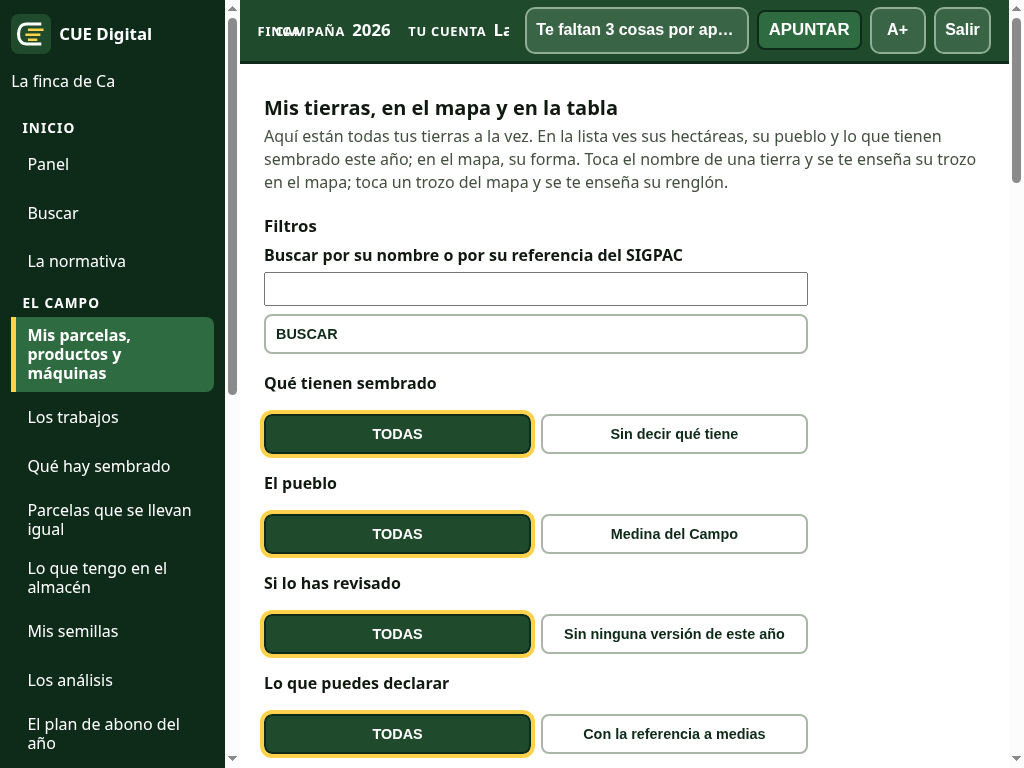 CUE Digital
La finca de Ca
INICIO
Panel
Buscar
La normativa
EL CAMPO
Mis parcelas,
productos y
máquinas
Los trabajos
Qué hay sembrado
Parcelas que se llevan
igual
Lo que tengo en el
almacén
Mis semillas
Los análisis
El plan de abono del
año
2026 TU CUENTA
Te faltan 3 cosas por ap…
APUNTAR
A+
Salir
Mis tierras, en el mapa y en la tabla
Aquí están todas tus tierras a la vez. En la lista ves sus hectáreas, su pueblo y lo que tienen
sembrado este año; en el mapa, su forma. Toca el nombre de una tierra y se te enseña su trozo
en el mapa; toca un trozo del mapa y se te enseña su renglón.
Filtros
Buscar por su nombre o por su referencia del SIGPAC
BUSCAR
Qué tienen sembrado
TODAS
Sin decir qué tiene
El pueblo
TODAS
Medina del Campo
Si lo has revisado
TODAS
Sin ninguna versión de este año
Lo que puedes declarar
TODAS
Con la referencia a medias